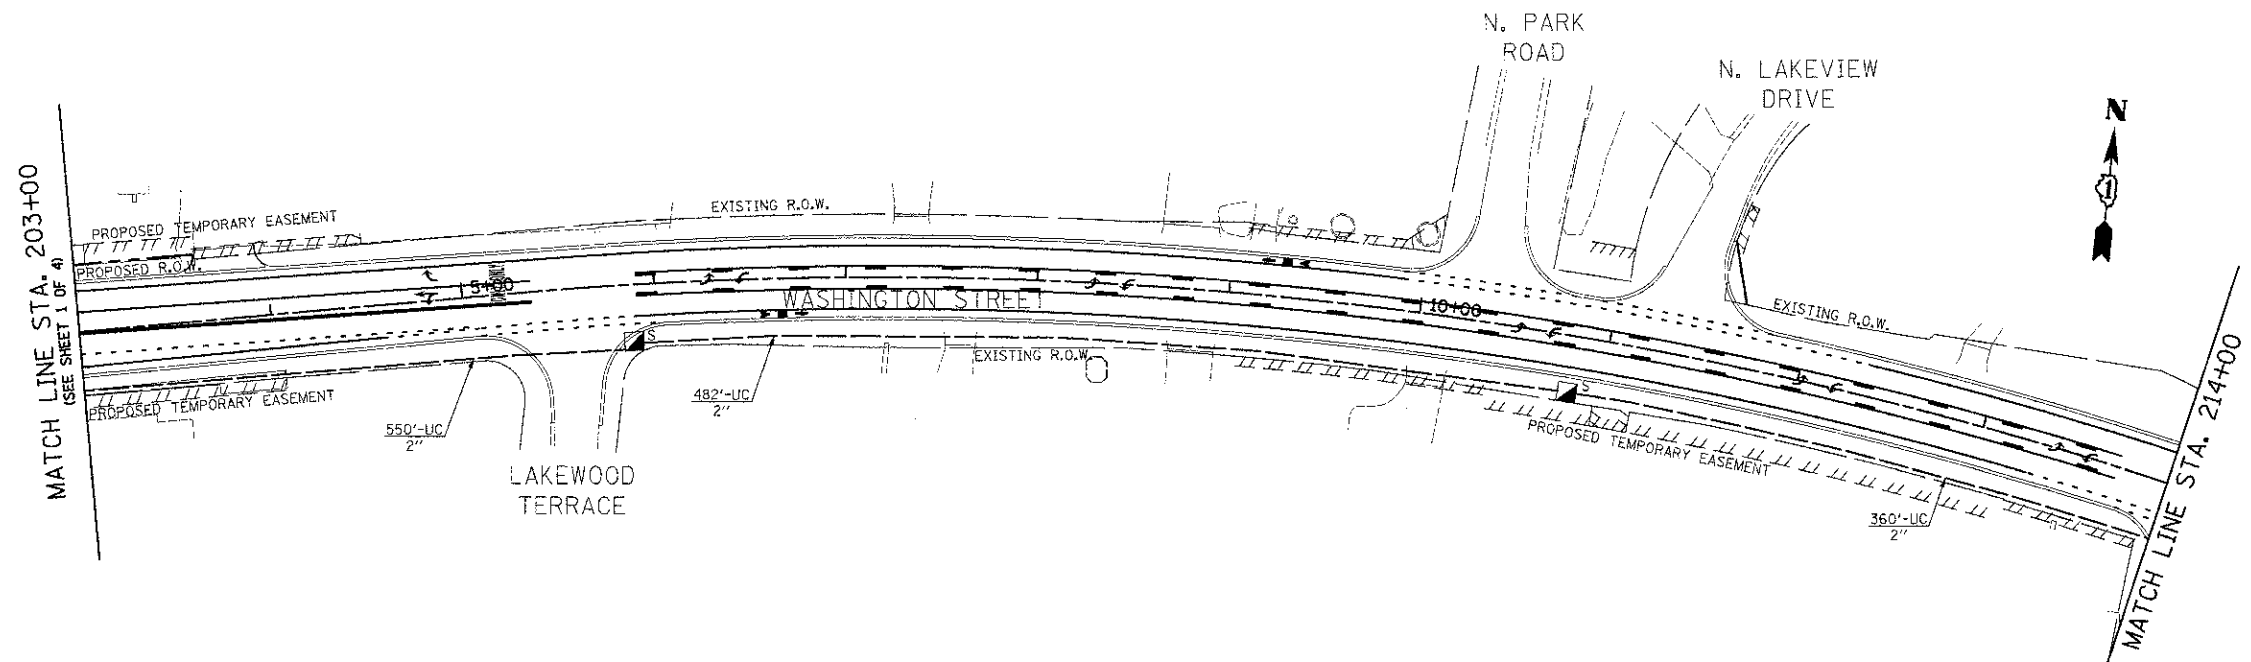 N. PARK
ROAD
N. LAKEVIEW
DRIVE
N
1
MATCH LINE STA. 203+00
(SEE SHEET 1 OF 4)
PROPOSED TEMPORARY EASEMENT
EXISTING R.O.W.
PROPOSED R.O.W.
5+00
WASHINGTON STREET
10+00
EXISTING R.O.W.
S
EXISTING R.O.W.
S
PROPOSED TEMPORARY EASEMENT
482'-UC
2"
550'-UC
2"
PROPOSED TEMPORARY EASEMENT
LAKEWOOD
TERRACE
360'-UC
2"
MATCH LINE STA. 214+00